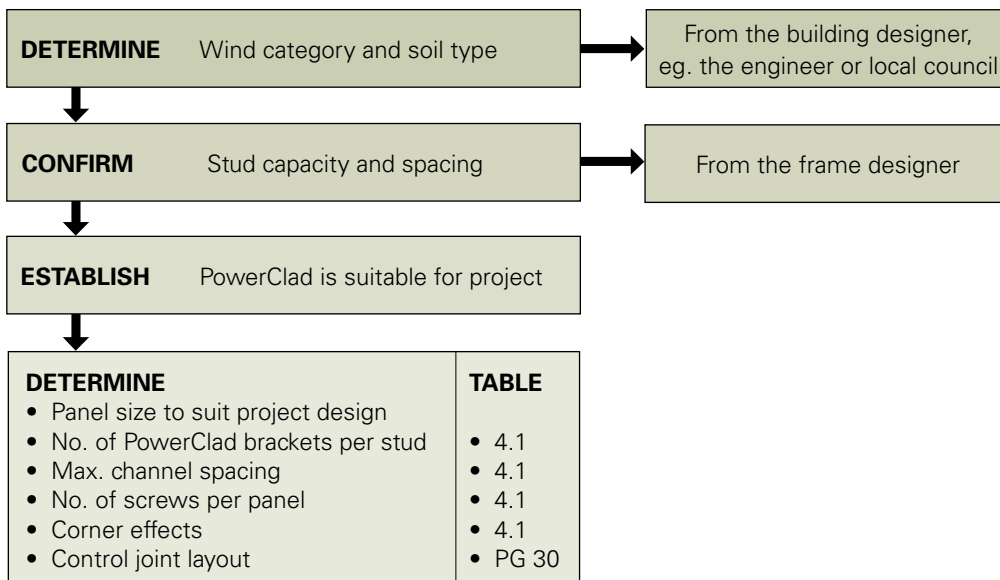 DETERMINE Wind category and soil type
From the building designer,
eg. the engineer or local council
CONFIRM Stud capacity and spacing
From the frame designer
ESTABLISH PowerClad is suitable for project
DETERMINE TABLE
• Panel size to suit project design
• No. of PowerClad brackets per stud • 4.1
• Max. channel spacing • 4.1
• No. of screws per panel • 4.1
• Corner effects • 4.1
• Control joint layout • PG 30